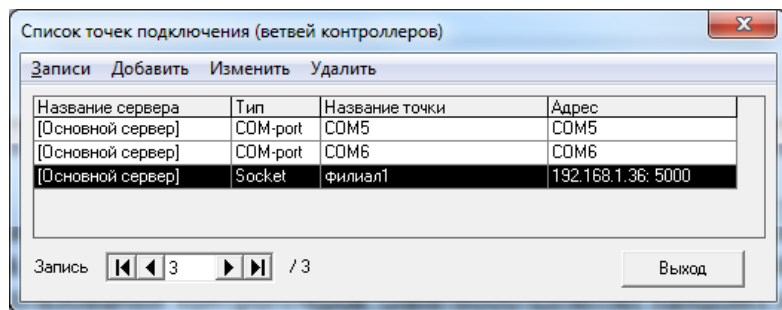 Список точек подключения (ветвей контроллеров)
Записи Добавить Изменить Удалить
Название сервера Тип Название точки Адрес
[Основной сервер] COM-port COM5 COM5
[Основной сервер] COM-port COM6 COM6
[Основной сервер] Socket филиал1 192.168.1.36: 5000
Запись 3 / 3 Выход